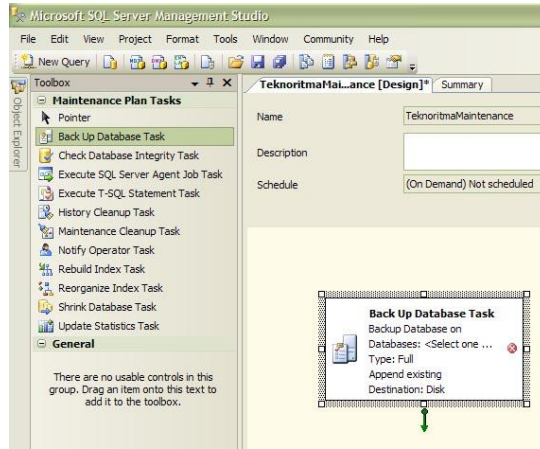 Microsoft SQL Server Management Studio
File Edit View Project Format Tools Window Community Help
New Query
Toolbox
TeknoritmaMai...ance [Design]* Summary
Object Explorer
Maintenance Plan Tasks
Pointer
Back Up Database Task
Check Database Integrity Task
Execute SQL Server Agent Job Task
Execute T-SQL Statement Task
History Cleanup Task
Maintenance Cleanup Task
Notify Operator Task
Rebuild Index Task
Reorganize Index Task
Shrink Database Task
Update Statistics Task
General
There are no usable controls in this
group. Drag an item onto this text to
add it to the toolbox.
Name TeknoritmaMaintenance
Description
Schedule (On Demand) Not scheduled
Back Up Database Task
Backup Database on
Databases: <Select one ...
Type: Full
Append existing
Destination: Disk